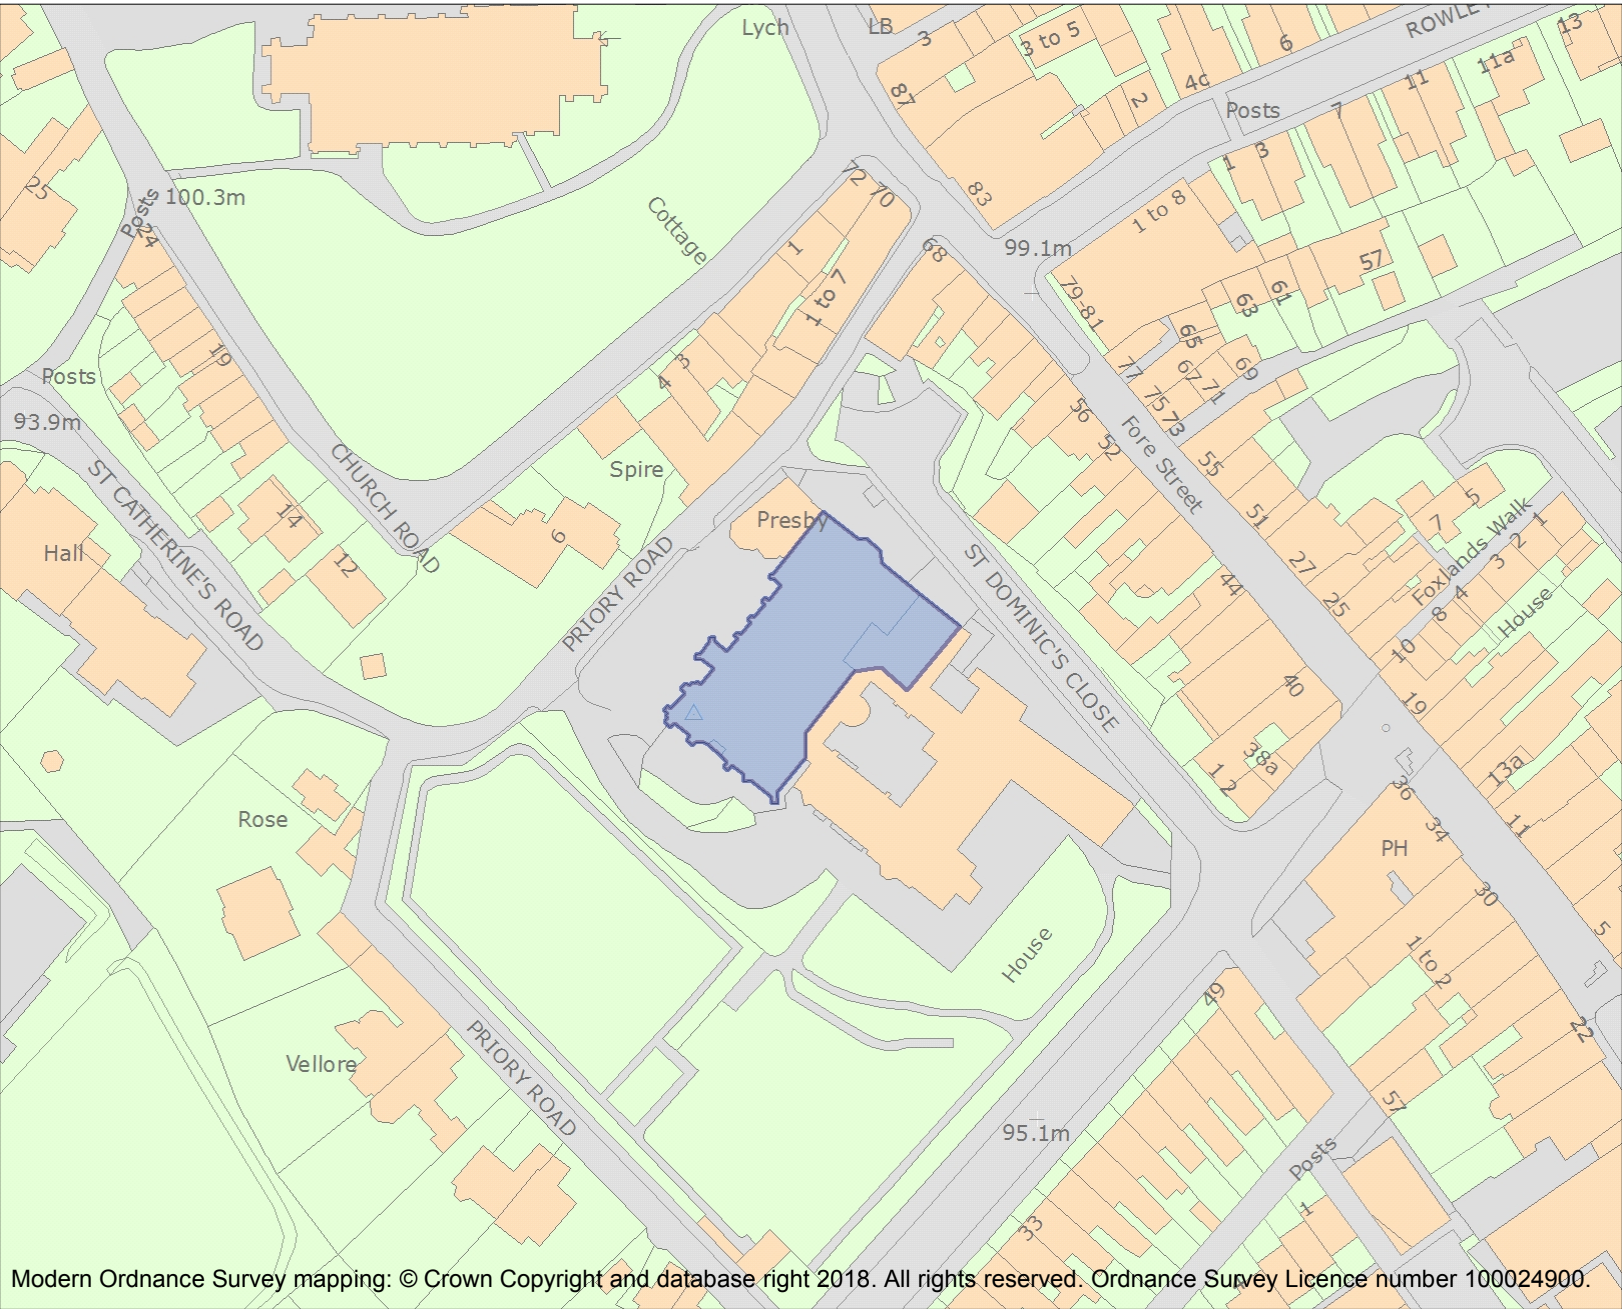 Lych
LB
3
3 to 5
6
ROWLEY
13
4c
11a
11
87
2
Posts
7
25
1
3
100.3m
Posts
24
72
70
83
1 to 8
Cottage
68
99.1m
57
1
1 to 7
79-81
63
61
65
19
Posts
3
4
77
67
69
71
75
73
93.9m
56
52
Fore Street
CHURCH ROAD
Spire
55
ST CATHERINE'S ROAD
14
Presby
51
5
7
Foxlands Walk
1
2
3
6
Hall
12
PRIORY ROAD
ST DOMINIC'S CLOSE
27
44
25
4
8
House
10
40
19
38a
1
2
13a
36
Rose
34
11
PH
30
5
House
1 to 2
49
22
Vellore
PRIORY ROAD
57
95.1m
Posts
1
33
4
Modern Ordnance Survey mapping: © Crown Copyright and database right 2018. All rights reserved. Ordnance Survey Licence number 100024900.